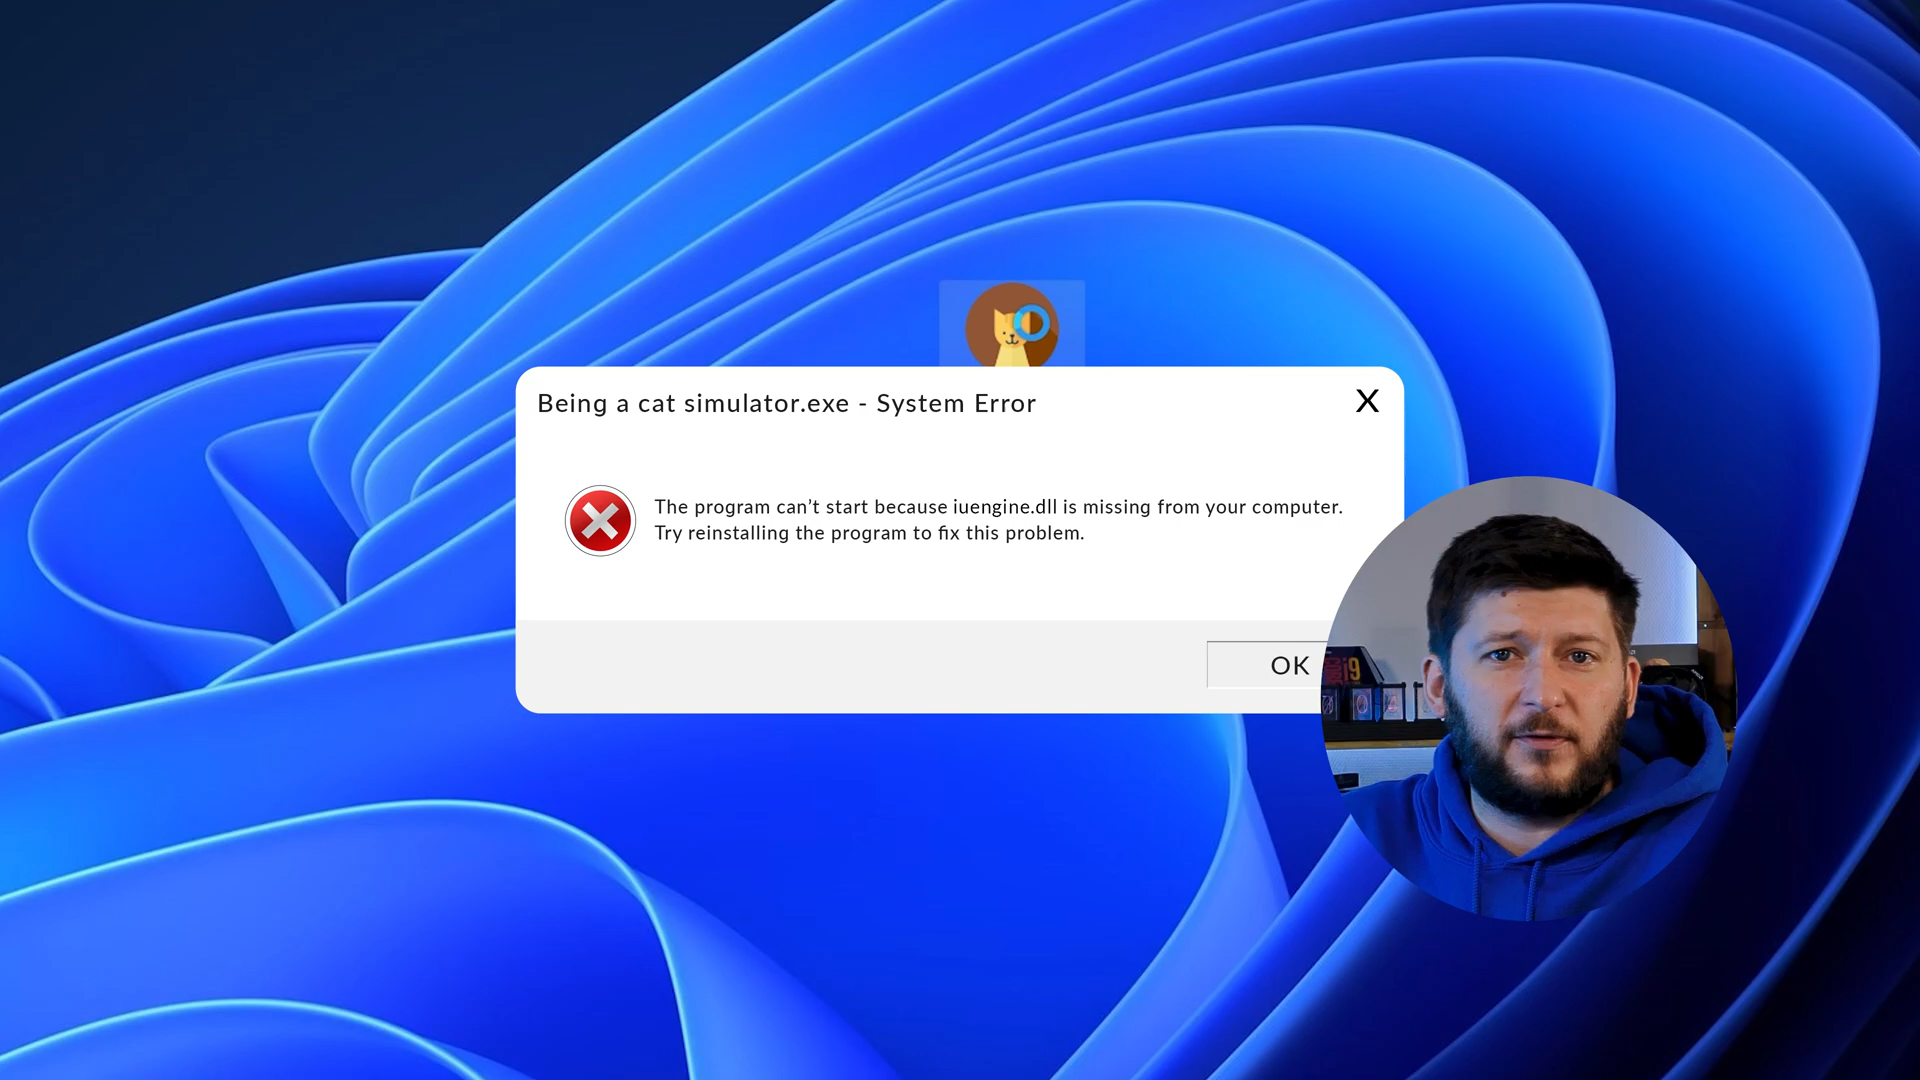 Being a cat simulator.exe - System Error
X
The program can’t start because iuengine.dll is missing from your computer.
Try reinstalling the program to fix this problem.
OK
i9